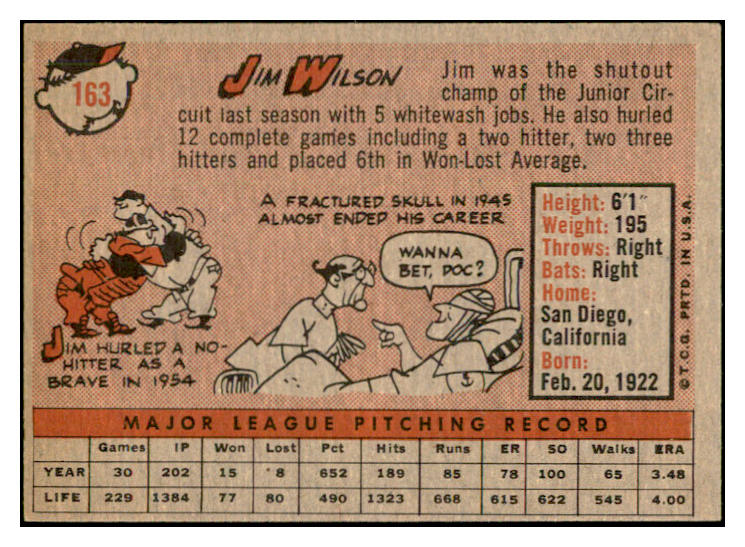 163
JIM WILSON
Jim was the shutout
champ of the Junior Cir-
cuit last season with 5 whitewash jobs. He also hurled
12 complete games including a two hitter, two three
hitters and placed 6th in Won-Lost Average.
A FRACTURED SKULL IN 1945
ALMOST ENDED HIS CAREER
WANNA
BET, DOC?
JIM HURLED A NO-
HITTER AS A
BRAVE IN 1954
Height: 6'1"
Weight: 195
Throws: Right
Bats: Right
Home:
San Diego,
California
Born:
Feb. 20, 1922
© T.C.G. PRTD. IN U.S.A.
MAJOR LEAGUE PITCHING RECORD
Games IP Won Lost Pct Hits Runs ER SO Walks ERA
YEAR 30 202 15 8 652 189 85 78 100 65 3.48
LIFE 229 1384 77 80 490 1323 668 615 622 545 4.00